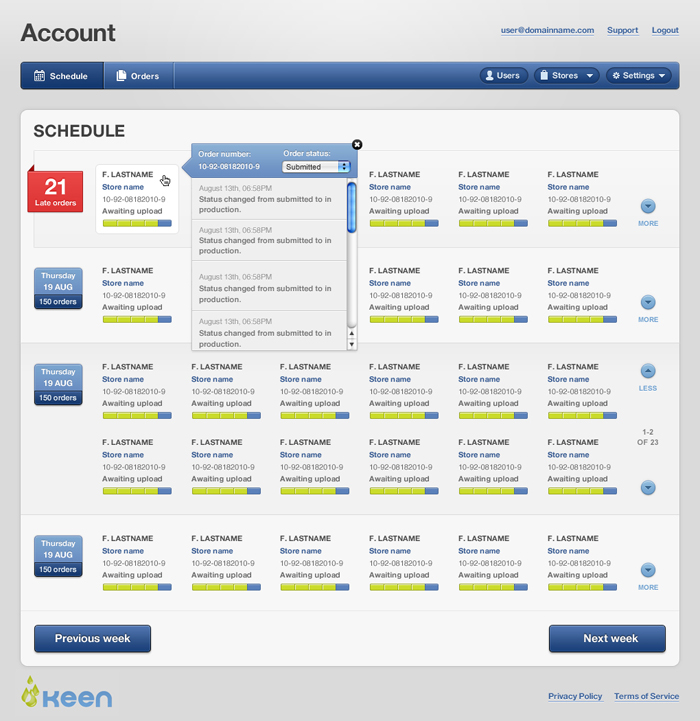 Account
user@domainname.com Support Logout
Schedule Orders Users Stores Settings
SCHEDULE
21
Late orders
F. LASTNAME
Store name
10-92-08182010-9
Awaiting upload
Order number:
10-92-08182010-9
Order status:
Submitted
August 13th, 06:58PM
Status changed from submitted to in
production.
August 13th, 06:58PM
Status changed from submitted to in
production.
August 13th, 06:58PM
Status changed from submitted to in
production.
August 13th, 06:58PM
Status changed from submitted to in
production.
F. LASTNAME F. LASTNAME F. LASTNAME
Store name Store name Store name
10-92-08182010-9 10-92-08182010-9 10-92-08182010-9
Awaiting upload Awaiting upload Awaiting upload
MORE
Thursday
19 AUG
150 orders
F. LASTNAME F. LASTNAME F. LASTNAME F. LASTNAME
Store name Store name Store name Store name
10-92-08182010-9 10-92-08182010-9 10-92-08182010-9 10-92-08182010-9
Awaiting upload Awaiting upload Awaiting upload Awaiting upload
MORE
Thursday
19 AUG
150 orders
F. LASTNAME F. LASTNAME F. LASTNAME F. LASTNAME F. LASTNAME F. LASTNAME
Store name Store name Store name Store name Store name Store name
10-92-08182010-9 10-92-08182010-9 10-92-08182010-9 10-92-08182010-9 10-92-08182010-9 10-92-08182010-9
Awaiting upload Awaiting upload Awaiting upload Awaiting upload Awaiting upload Awaiting upload
LESS
1-2
OF 23
F. LASTNAME F. LASTNAME F. LASTNAME F. LASTNAME F. LASTNAME F. LASTNAME
Store name Store name Store name Store name Store name Store name
10-92-08182010-9 10-92-08182010-9 10-92-08182010-9 10-92-08182010-9 10-92-08182010-9 10-92-08182010-9
Awaiting upload Awaiting upload Awaiting upload Awaiting upload Awaiting upload Awaiting upload
Thursday
19 AUG
150 orders
F. LASTNAME F. LASTNAME F. LASTNAME F. LASTNAME F. LASTNAME F. LASTNAME
Store name Store name Store name Store name Store name Store name
10-92-08182010-9 10-92-08182010-9 10-92-08182010-9 10-92-08182010-9 10-92-08182010-9 10-92-08182010-9
Awaiting upload Awaiting upload Awaiting upload Awaiting upload Awaiting upload Awaiting upload
MORE
Previous week Next week
keen
Privacy Policy Terms of Service